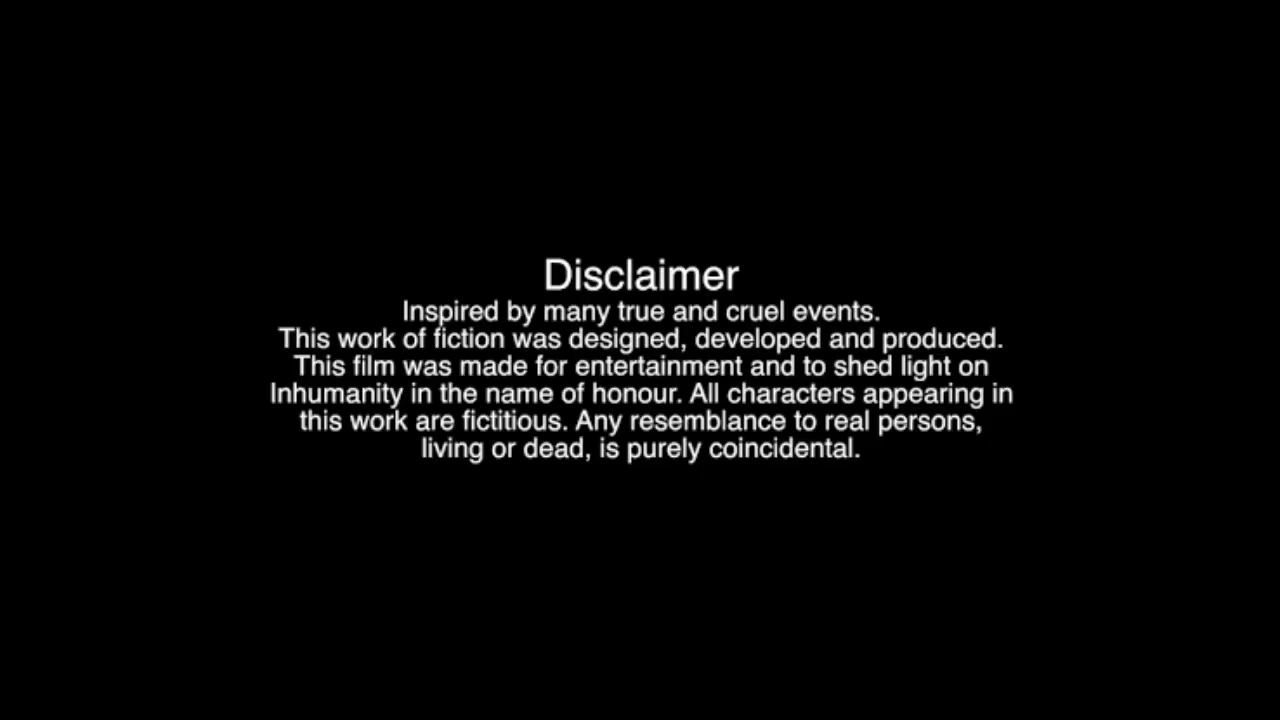 Disclaimer
Inspired by many true and cruel events.
This work of fiction was designed, developed and produced.
This film was made for entertainment and to shed light on
Inhumanity in the name of honour. All characters appearing in
this work are fictitious. Any resemblance to real persons,
living or dead, is purely coincidental.